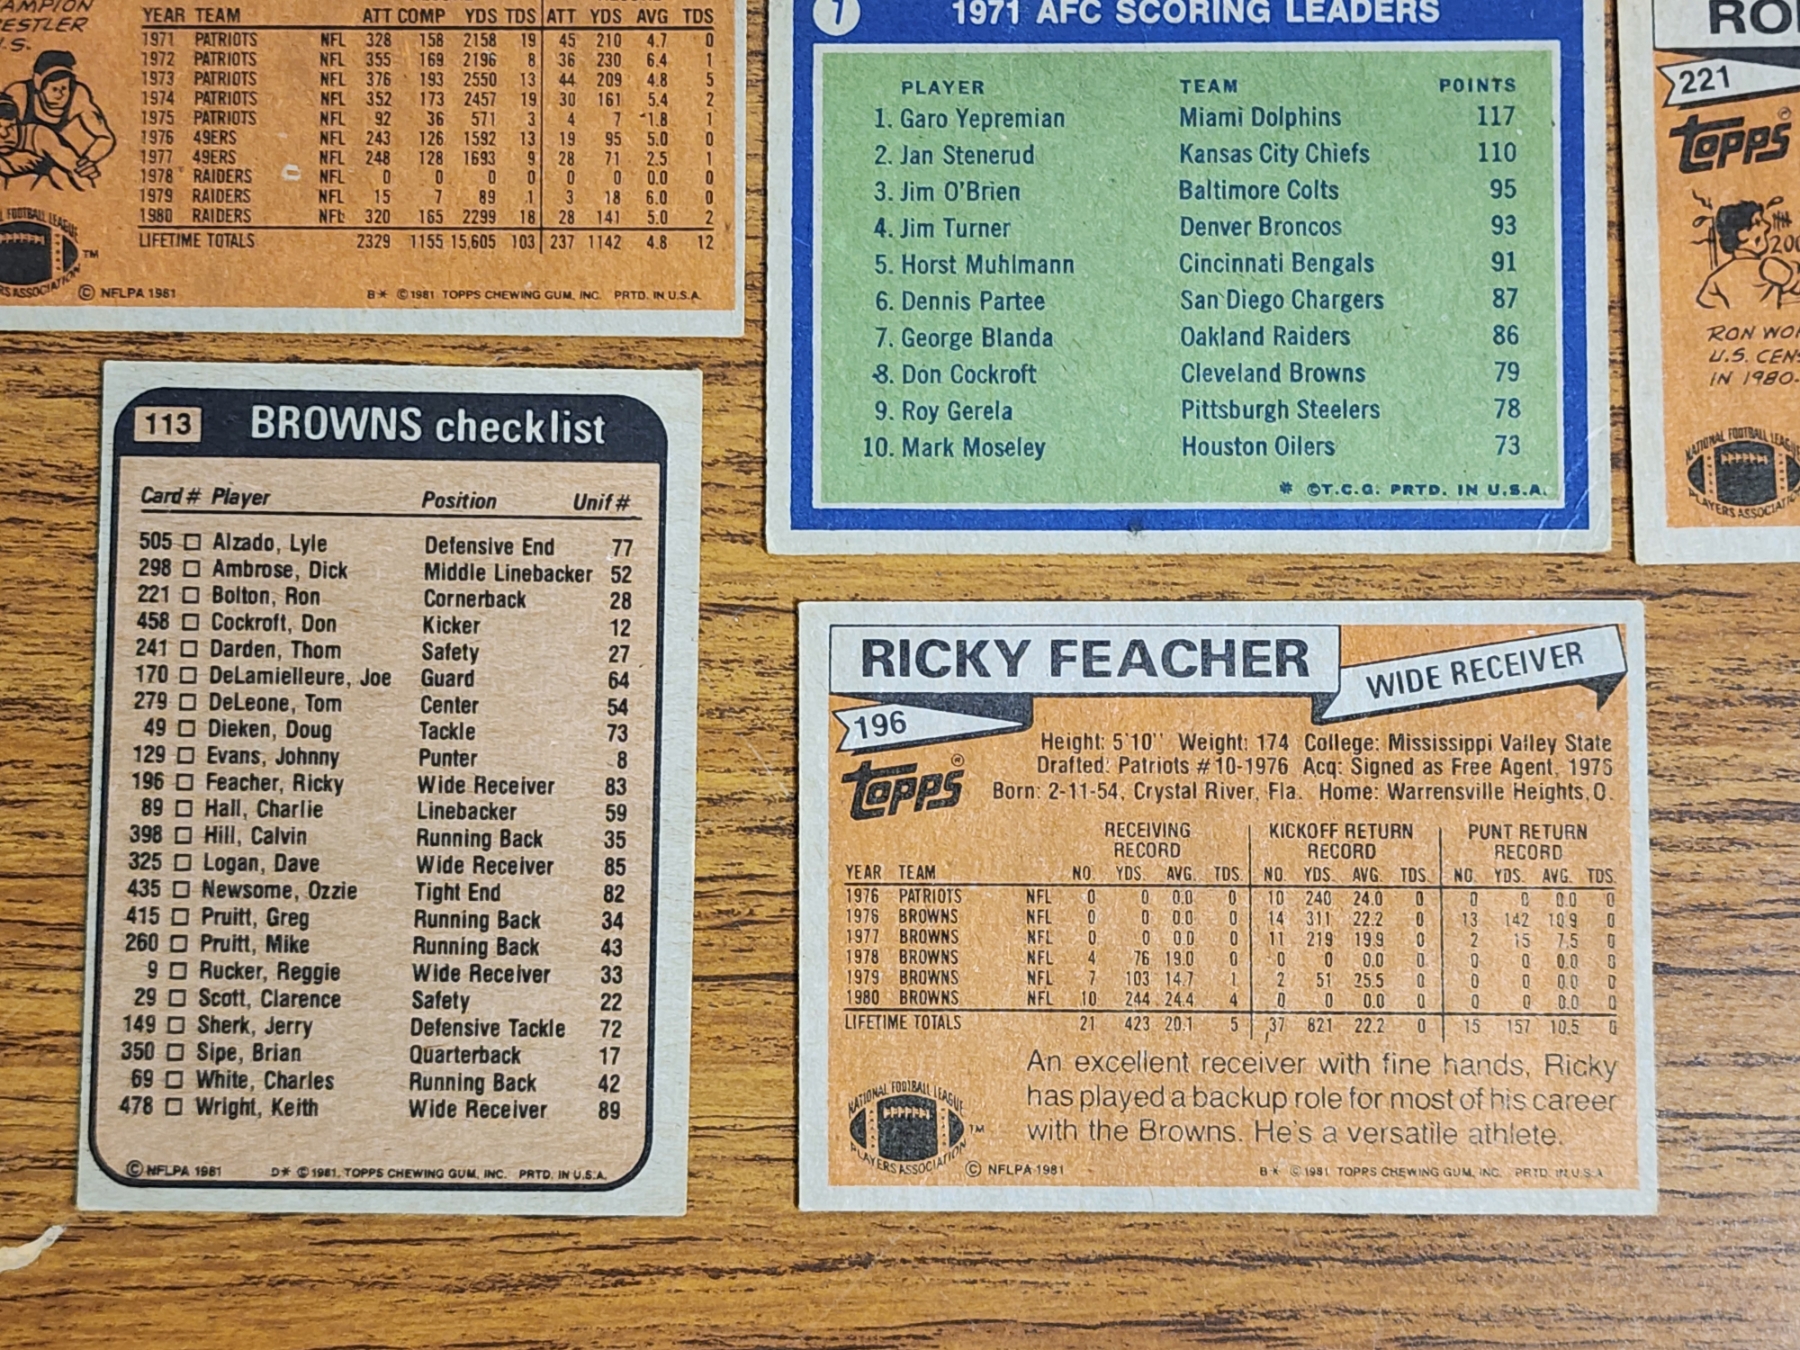 AMPION
ESTLER
.S.
YEAR TEAM ATT COMP YDS TDS ATT YDS AVG TDS
1971 PATRIOTS NFL 328 158 2158 19 45 210 4.7 0
1972 PATRIOTS NFL 355 169 2196 8 36 230 6.4 1
1973 PATRIOTS NFL 376 193 2550 13 44 209 4.8 5
1974 PATRIOTS NFL 352 173 2457 19 30 161 5.4 2
1975 PATRIOTS NFL 92 36 571 3 4 7 1.8 1
1976 49ERS NFL 243 126 1592 13 19 95 5.0 0
1977 49ERS NFL 248 128 1693 9 28 71 2.5 1
1978 RAIDERS NFL 0 0 0 0 0 0 0.0 0
1979 RAIDERS NFL 15 7 89 1 3 18 6.0 0
1980 RAIDERS NFL 320 165 2299 18 28 141 5.0 2
LIFETIME TOTALS 2329 1155 15,605 103 237 1142 4.8 12
FOOTBALL LEAGUE
RS ASSOCIATION
TM
© NFLPA 1981 B* © 1981 TOPPS CHEWING GUM, INC. PRTD. IN U.S.A.
1 1971 AFC SCORING LEADERS
PLAYER TEAM POINTS
1. Garo Yepremian Miami Dolphins 117
2. Jan Stenerud Kansas City Chiefs 110
3. Jim O'Brien Baltimore Colts 95
4. Jim Turner Denver Broncos 93
5. Horst Muhlmann Cincinnati Bengals 91
6. Dennis Partee San Diego Chargers 87
7. George Blanda Oakland Raiders 86
8. Don Cockroft Cleveland Browns 79
9. Roy Gerela Pittsburgh Steelers 78
10. Mark Moseley Houston Oilers 73
* ©T.C.G. PRTD. IN U.S.A.
RO
221
TOPPS®
200
RON WO
U.S. CENS
IN 1980-
NATIONAL FOOTBALL LEAG
PLAYERS ASSOCIATI
113 BROWNS checklist
Card # Player Position Unif #
505 □ Alzado, Lyle Defensive End 77
298 □ Ambrose, Dick Middle Linebacker 52
221 □ Bolton, Ron Cornerback 28
458 □ Cockroft, Don Kicker 12
241 □ Darden, Thom Safety 27
170 □ DeLamielleure, Joe Guard 64
279 □ DeLeone, Tom Center 54
49 □ Dieken, Doug Tackle 73
129 □ Evans, Johnny Punter 8
196 □ Feacher, Ricky Wide Receiver 83
89 □ Hall, Charlie Linebacker 59
398 □ Hill, Calvin Running Back 35
325 □ Logan, Dave Wide Receiver 85
435 □ Newsome, Ozzie Tight End 82
415 □ Pruitt, Greg Running Back 34
260 □ Pruitt, Mike Running Back 43
9 □ Rucker, Reggie Wide Receiver 33
29 □ Scott, Clarence Safety 22
149 □ Sherk, Jerry Defensive Tackle 72
350 □ Sipe, Brian Quarterback 17
69 □ White, Charles Running Back 42
478 □ Wright, Keith Wide Receiver 89
© NFLPA 1981 D* © 1981, TOPPS CHEWING GUM, INC. PRTD. IN U.S.A.
RICKY FEACHER WIDE RECEIVER
196
TOPPS®
Height: 5'10" Weight: 174 College: Mississippi Valley State
Drafted: Patriots #10-1976 Acq: Signed as Free Agent, 1976
Born: 2-11-54, Crystal River, Fla. Home: Warrensville Heights, O.
RECEIVING KICKOFF RETURN PUNT RETURN
RECORD RECORD RECORD
YEAR TEAM NO. YDS. AVG. TDS. NO. YDS. AVG. TDS. NO. YDS. AVG. TDS.
1976 PATRIOTS NFL 0 0 0.0 0 10 240 24.0 0 0 0 0.0 0
1976 BROWNS NFL 0 0 0.0 0 14 311 22.2 0 13 142 10.9 0
1977 BROWNS NFL 0 0 0.0 0 11 219 19.9 0 2 15 7.5 0
1978 BROWNS NFL 4 76 19.0 0 0 0 0.0 0 0 0 0.0 0
1979 BROWNS NFL 7 103 14.7 1 2 51 25.5 0 0 0 0.0 0
1980 BROWNS NFL 10 244 24.4 4 0 0 0.0 0 0 0 0.0 0
LIFETIME TOTALS 21 423 20.1 5 37 821 22.2 0 15 157 10.5 0
An excellent receiver with fine hands, Ricky
has played a backup role for most of his career
with the Browns. He's a versatile athlete.
NATIONAL FOOTBALL LEAGUE
PLAYERS ASSOCIATION
TM
© NFLPA 1981 B* © 1981 TOPPS CHEWING GUM, INC. PRTD. IN U.S.A.